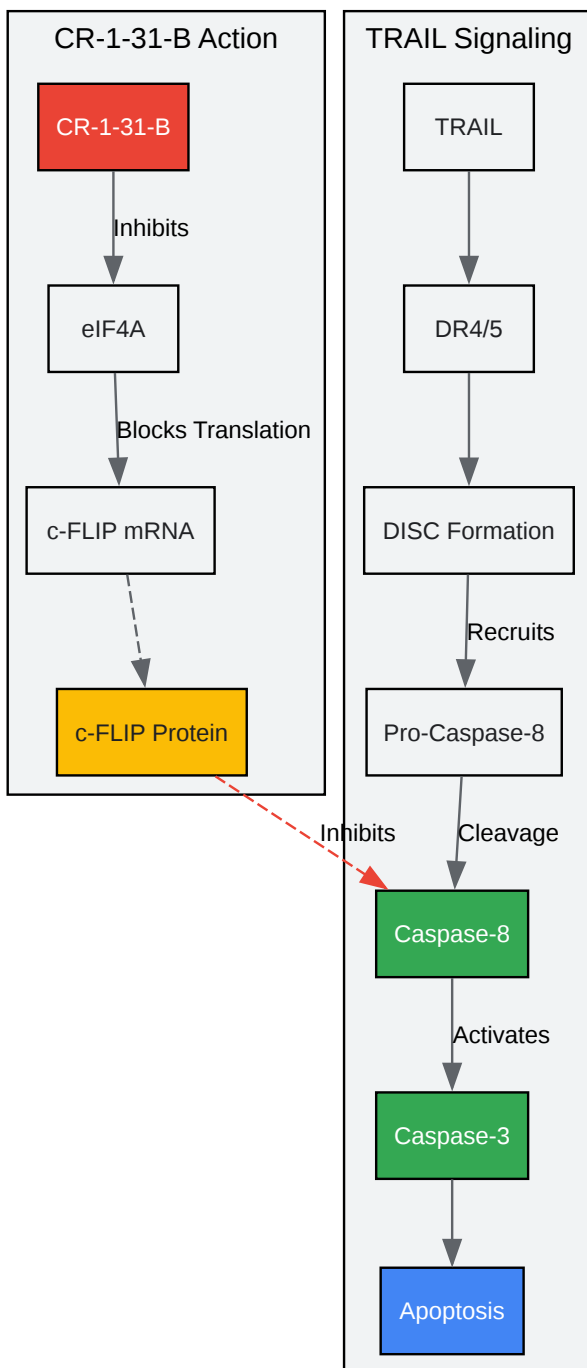 CR-1-31-B Action
CR-1-31-B
Inhibits
eIF4A
Blocks Translation
c-FLIP mRNA
c-FLIP Protein
Inhibits
TRAIL Signaling
TRAIL
DR4/5
DISC Formation
Recruits
Pro-Caspase-8
Cleavage
Caspase-8
Activates
Caspase-3
Apoptosis